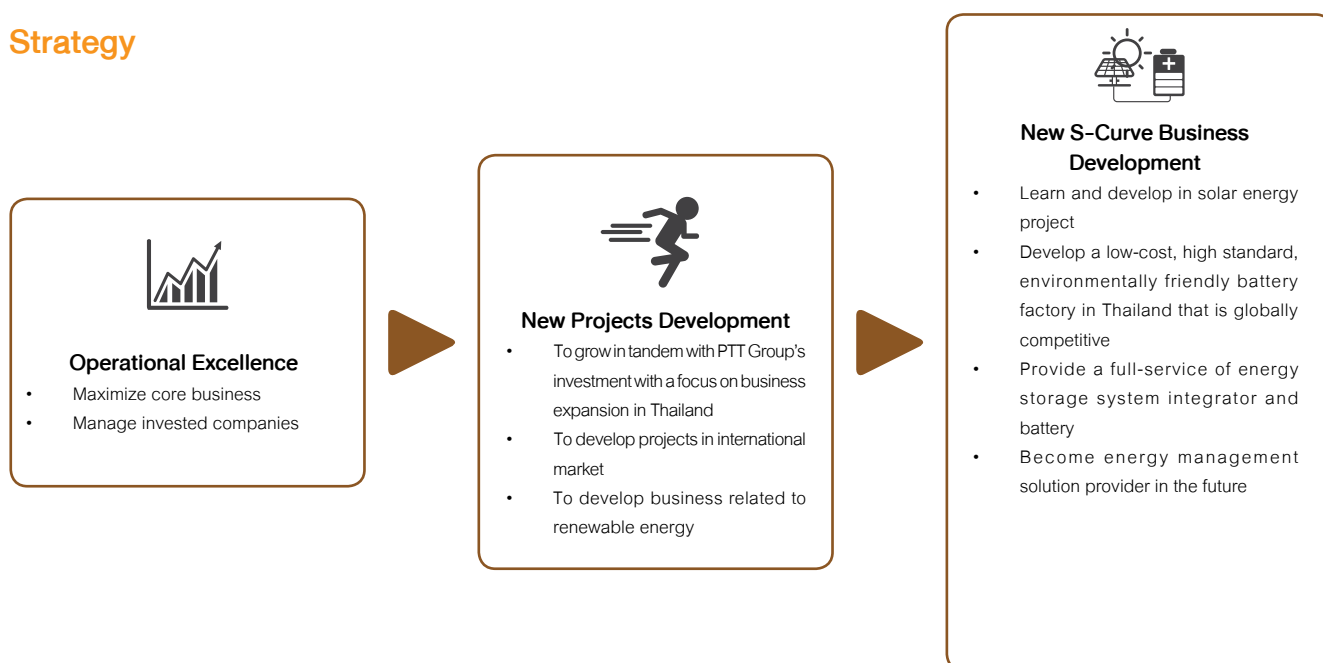 Strategy
Operational Excellence
• Maximize core business
• Manage invested companies
New Projects Development
• To grow in tandem with PTT Group's
investment with a focus on business
expansion in Thailand
• To develop projects in international
market
• To develop business related to
renewable energy
New S-Curve Business
Development
• Learn and develop in solar energy
project
• Develop a low-cost, high standard,
environmentally friendly battery
factory in Thailand that is globally
competitive
• Provide a full-service of energy
storage system integrator and
battery
• Become energy management
solution provider in the future